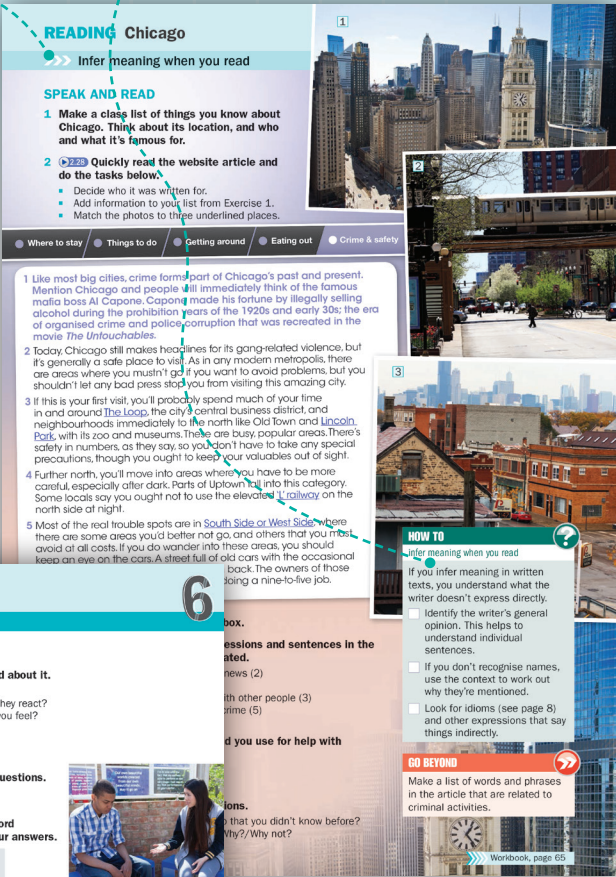 READING Chicago
Infer meaning when you read
SPEAK AND READ
1 Make a class list of things you know about
Chicago. Think about its location, and who
and what it's famous for.
2 2.28 Quickly read the website article and
do the tasks below.
Decide who it was written for.
Add information to your list from Exercise 1.
Match the photos to three underlined places.
1
2
Where to stay Things to do Getting around Eating out Crime & safety
1 Like most big cities, crime forms part of Chicago's past and present.
Mention Chicago and people will immediately think of the famous
mafia boss Al Capone. Capone made his fortune by illegally selling
alcohol during the prohibition years of the 1920s and early 30s; the era
of organised crime and police corruption that was recreated in the
movie The Untouchables.
2 Today, Chicago still makes headlines for its gang-related violence, but
it's generally a safe place to visit. As in any modern metropolis, there
are areas where you mustn't go if you want to avoid problems, but you
shouldn't let any bad press stop you from visiting this amazing city.
3 If this is your first visit, you'll probably spend much of your time
in and around The Loop, the city's central business district, and
neighbourhoods immediately to the north like Old Town and Lincoln
Park, with its zoo and museums. These are busy, popular areas. There's
safety in numbers, as they say, so you don't have to take any special
precautions, though you ought to keep your valuables out of sight.
4 Further north, you'll move into areas where you have to be more
careful, especially after dark. Parts of Uptown fall into this category.
Some locals say you ought not to use the elevated 'L' railway on the
north side at night.
5 Most of the real trouble spots are in South Side or West Side, where
there are some areas you'd better not go, and others that you must
avoid at all costs. If you do wander into these areas, you should
keep an eye on the cars. A street full of old cars with the occasional
back. The owners of those
doing a nine-to-five job.
3
HOW TO
?
infer meaning when you read
If you infer meaning in written
texts, you understand what the
writer doesn't express directly.
Identify the writer's general
opinion. This helps to
understand individual
sentences.
If you don't recognise names,
use the context to work out
why they're mentioned.
Look for idioms (see page 8)
and other expressions that say
things indirectly.
GO BEYOND
Make a list of words and phrases
in the article that are related to
criminal activities.
Workbook, page 65
6
d about it.
hey react?
you feel?
uestions.
ord
ur answers.
box.
essions and sentences in the
ated.
news (2)
ith other people (3)
crime (5)
d you use for help with
ions.
that you didn't know before?
Why?/Why not?